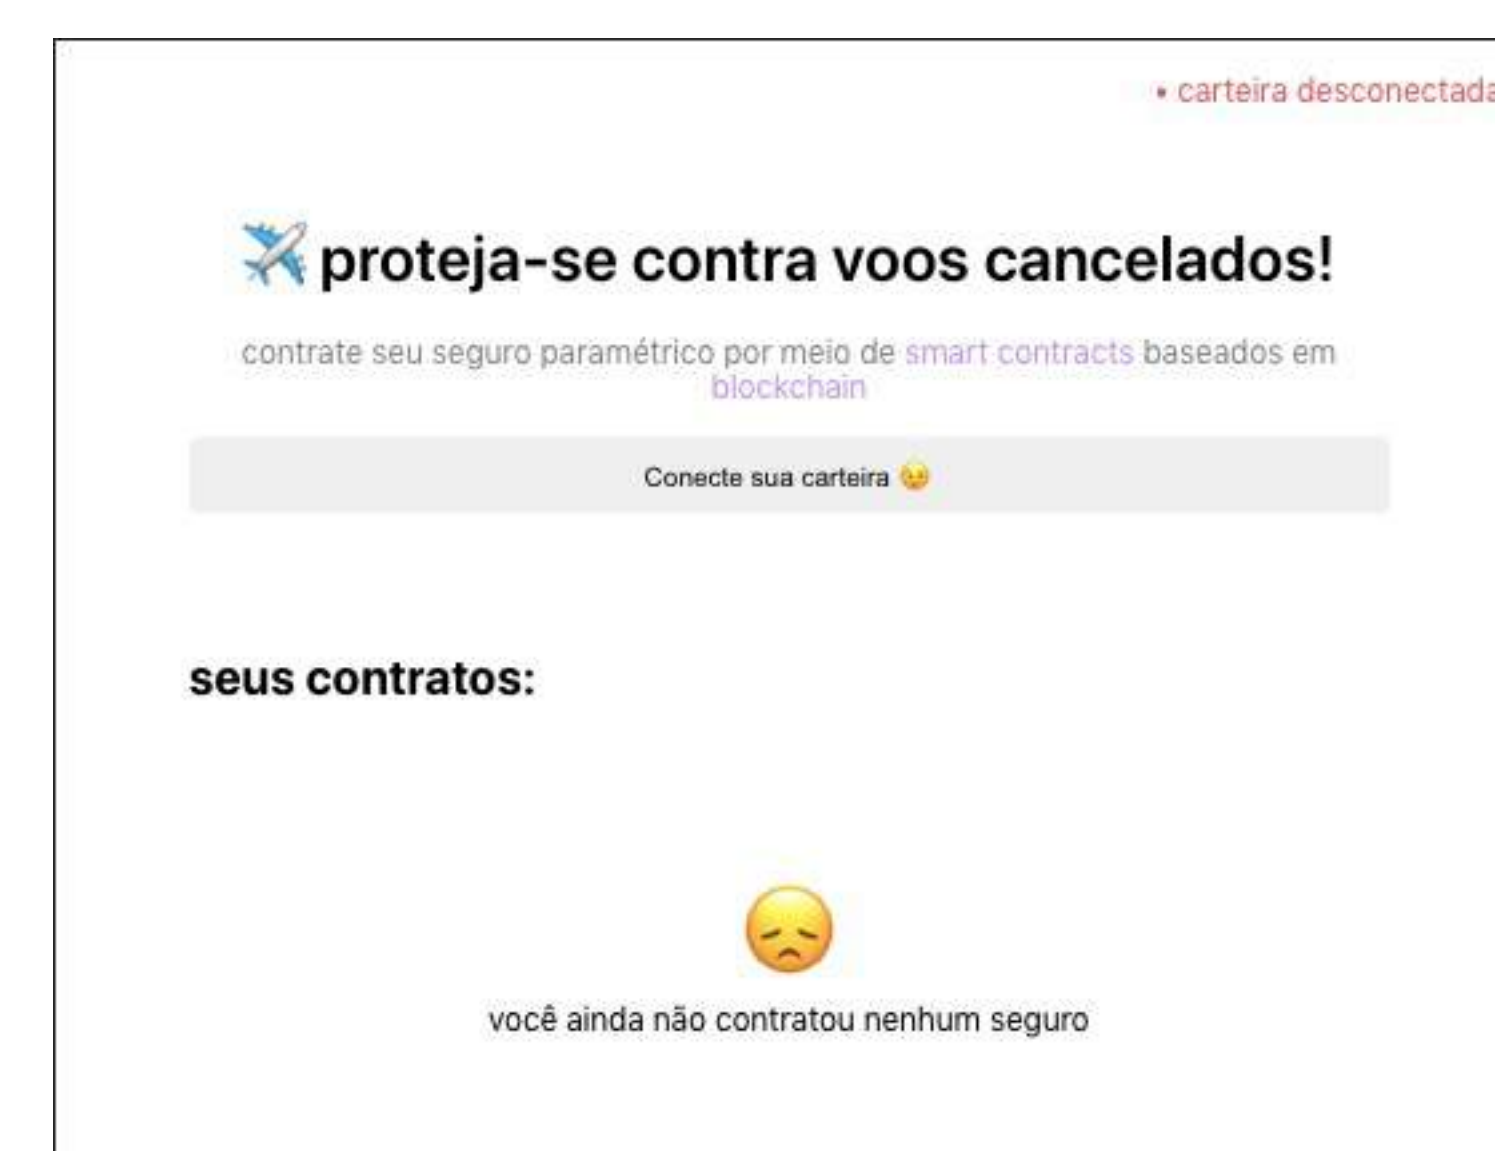 • carteira desconectada
✈️ proteja-se contra voos cancelados!
contrate seu seguro paramétrico por meio de smart contracts baseados em
blockchain
Conecte sua carteira 🥺
seus contratos:
😞
você ainda não contratou nenhum seguro